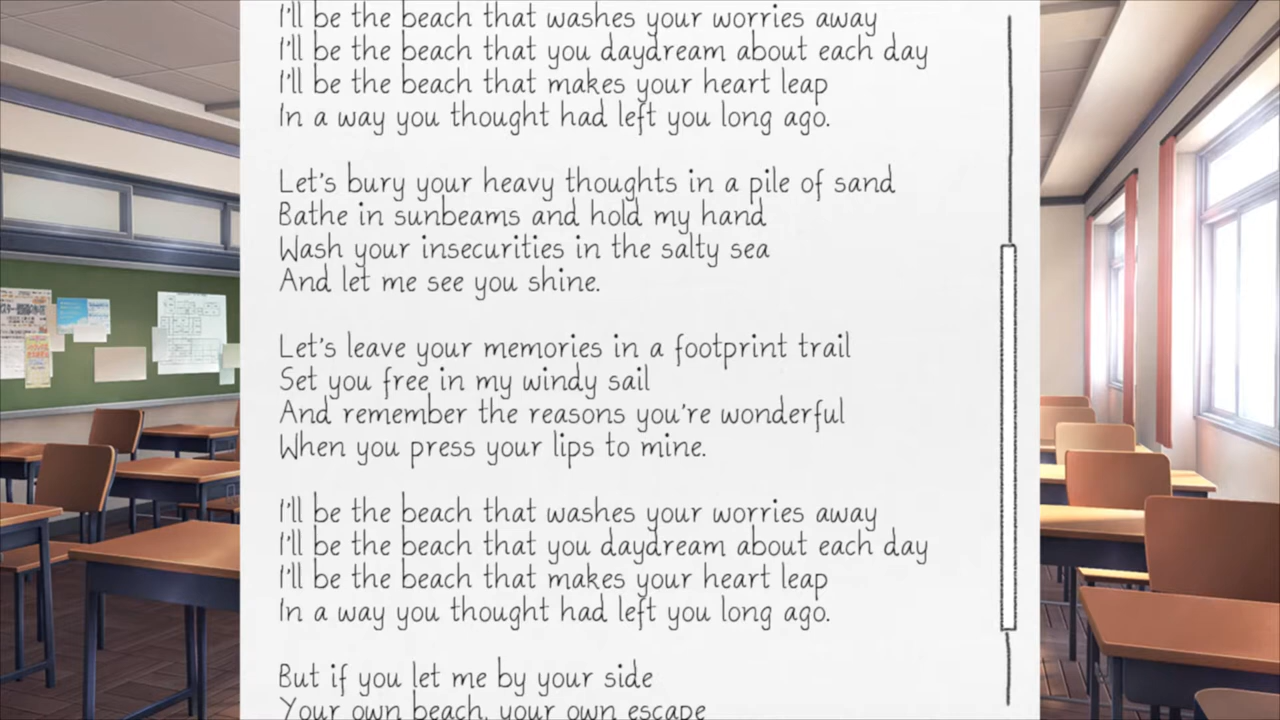 I'll be the beach that washes your worries away
I'll be the beach that you daydream about each day
I'll be the beach that makes your heart leap
In a way you thought had left you long ago.
Let's bury your heavy thoughts in a pile of sand
Bathe in sunbeams and hold my hand
Wash your insecurities in the salty sea
And let me see you shine.
Let's leave your memories in a footprint trail
Set you free in my windy sail
And remember the reasons you're wonderful
When you press your lips to mine.
I'll be the beach that washes your worries away
I'll be the beach that you daydream about each day
I'll be the beach that makes your heart leap
In a way you thought had left you long ago.
But if you let me by your side
Your own beach, your own escape